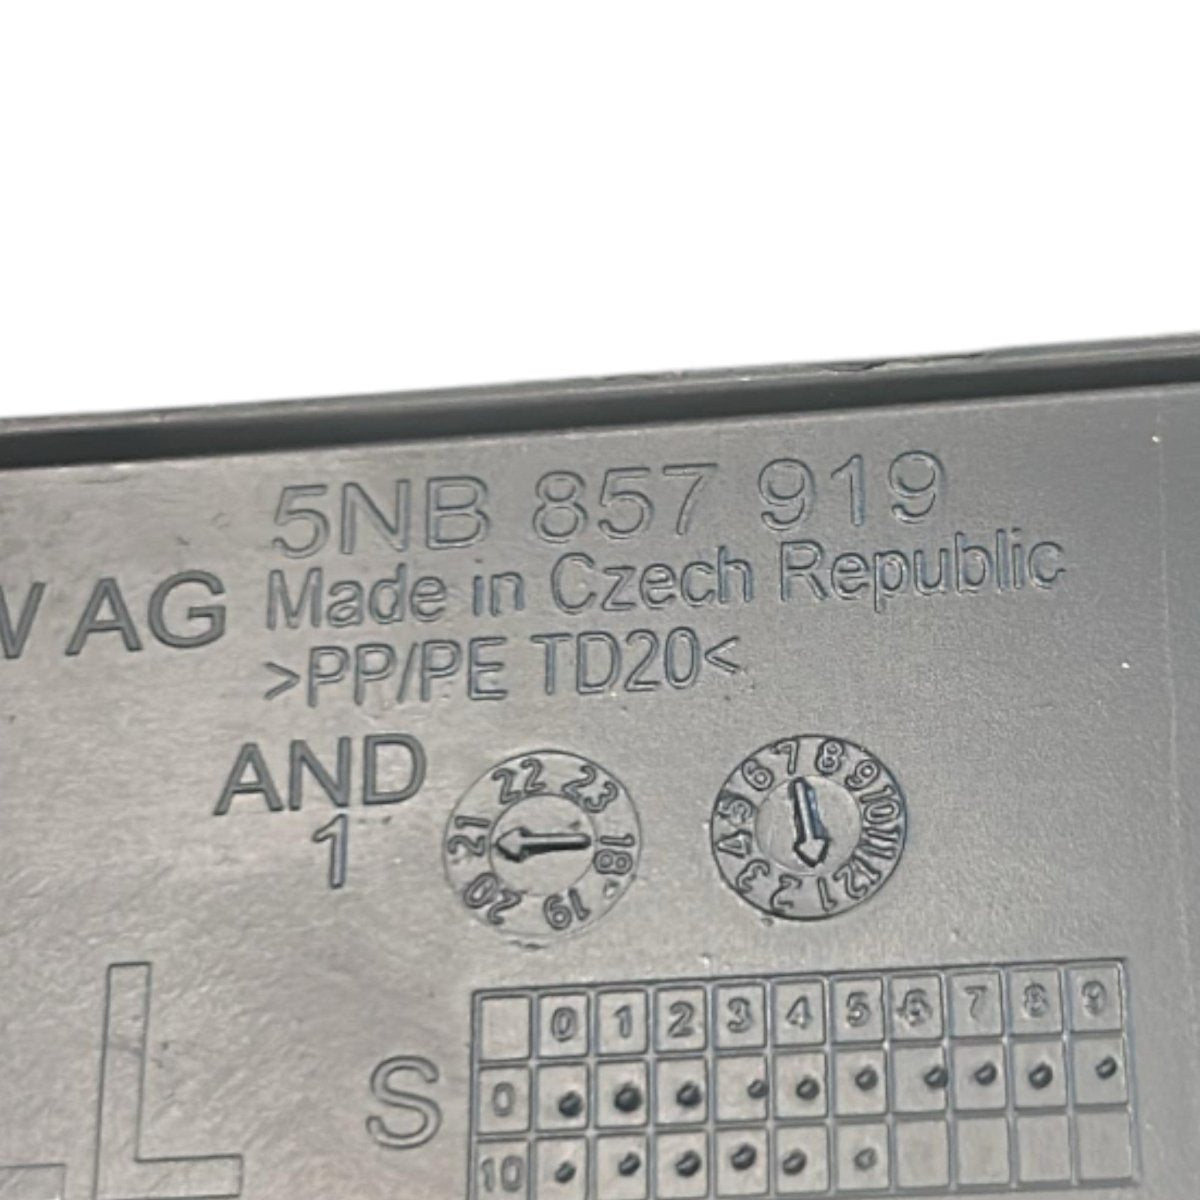 5NB 857 919
W AG Made in Czech Republic
>PP/PE TD20<
AND
1
22 23 18 19 20 21
7 8 9 10 11 12 1 2 3 4 5 6
L
S
0 1 2 3 4 5 6 7 8 9
0
10